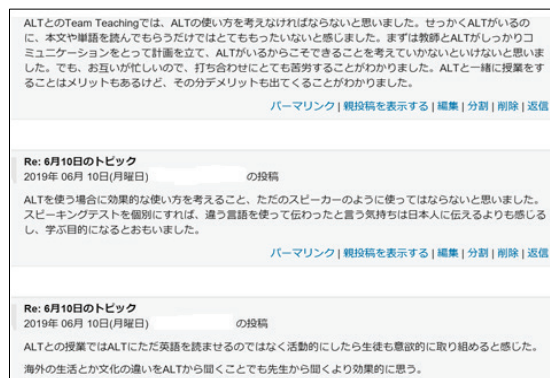 ALTとのTeam Teachingでは、ALTの使い方を考えなければならないと思いました。せっかくALTがいるの
に、本文や単語を読んでもらうだけではとてももったいないと感じました。まずは教師とALTがしっかりコ
ミュニケーションをとって計画を立て、ALTがいるからこそできることを考えていかないといけないと思いま
した。でも、お互いが忙しいので、打ち合わせにとても苦労することがわかりました。ALTと一緒に授業をす
ることはメリットもあるけど、その分デメリットも出てくることがわかりました。
パーマリンク | 親投稿を表示する | 編集 | 分割 | 削除 | 返信
Re: 6月10日のトピック
2019年 06月 10日(月曜日) の投稿
ALTを使う場合に効果的な使い方を考えること、ただのスピーカーのように使ってはならないと思いました。
スピーキングテストを個別にすれば、違う言語を使って伝わったと言う気持ちは日本人に伝えるよりも感じる
し、学ぶ目的になるとおもいました。
パーマリンク | 親投稿を表示する | 編集 | 分割 | 削除 | 返信
Re: 6月10日のトピック
2019年 06月 10日(月曜日) の投稿
ALTとの授業ではALTにただ英語を読ませるのではなく活動的にしたら生徒も意欲的に取り組めると感じた。
海外の生活とか文化の違いをALTから聞くことでも先生から聞くより効果的に思う。